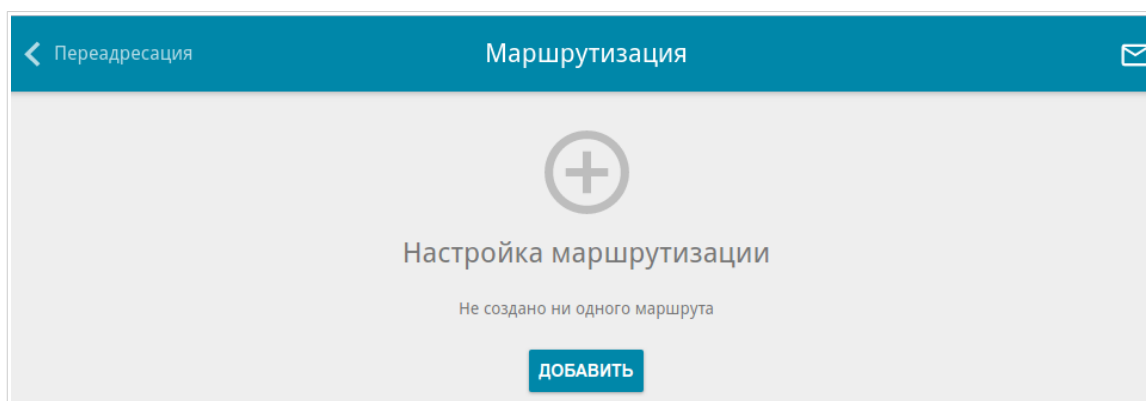 Переадресация
Маршрутизация
Настройка маршрутизации
Не создано ни одного маршрута
ДОБАВИТЬ